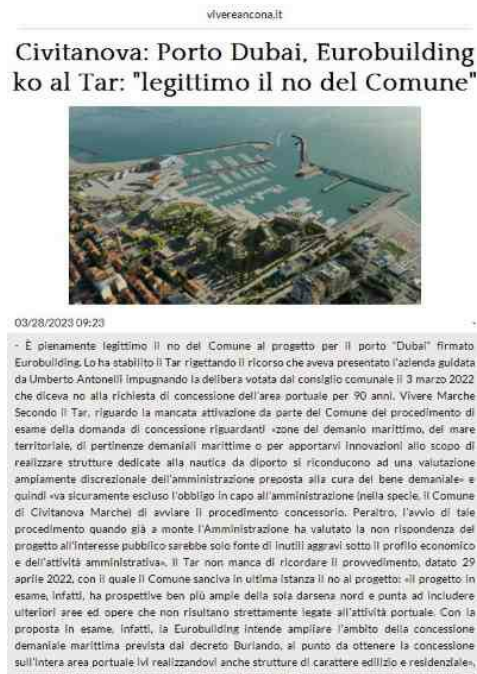 vivereancona.it
Civitanova: Porto Dubai, Eurobuilding
ko al Tar: "legittimo il no del Comune"
03/28/2023 09:23
-
- È pienamente legittimo il no del Comune al progetto per il porto "Dubai" firmato
Eurobuilding. Lo ha stabilito il Tar rigettando il ricorso che aveva presentato l'azienda guidata
da Umberto Antonelli impugnando la delibera votata dal consiglio comunale il 3 marzo 2022
che diceva no alla richiesta di concessione dell'area portuale per 90 anni. Vivere Marche
Secondo il Tar, riguardo la mancata attivazione da parte del Comune del procedimento di
esame della domanda di concessione riguardanti «zone del demanio marittimo, del mare
territoriale, di pertinenze demaniali marittime o per apportarvi innovazioni allo scopo di
realizzare strutture dedicate alla nautica da diporto si riconducono ad una valutazione
ampiamente discrezionale dell'amministrazione preposta alla cura del bene demaniale» e
quindi «va sicuramente escluso l'obbligo in capo all'amministrazione (nella specie, il Comune
di Civitanova Marche) di avviare il procedimento concessorio. Peraltro, l'avvio di tale
procedimento quando già a monte l'Amministrazione ha valutato la non rispondenza del
progetto all'interesse pubblico sarebbe solo fonte di inutili aggravi sotto il profilo economico
e dell'attività amministrativa». Il Tar non manca di ricordare il provvedimento, datato 29
aprile 2022, con il quale il Comune sanciva in ultima istanza il no al progetto: «il progetto in
esame, infatti, ha prospettive ben più ampie della sola darsena nord e punta ad includere
ulteriori aree ed opere che non risultano strettamente legate all'attività portuale. Con la
proposta in esame, infatti, la Eurobuilding intende ampliare l'ambito della concessione
demaniale marittima prevista dal decreto Burlando, al punto da ottenere la concessione
sull'intera area portuale ivi realizzandovi anche strutture di carattere edilizio e residenziale»,